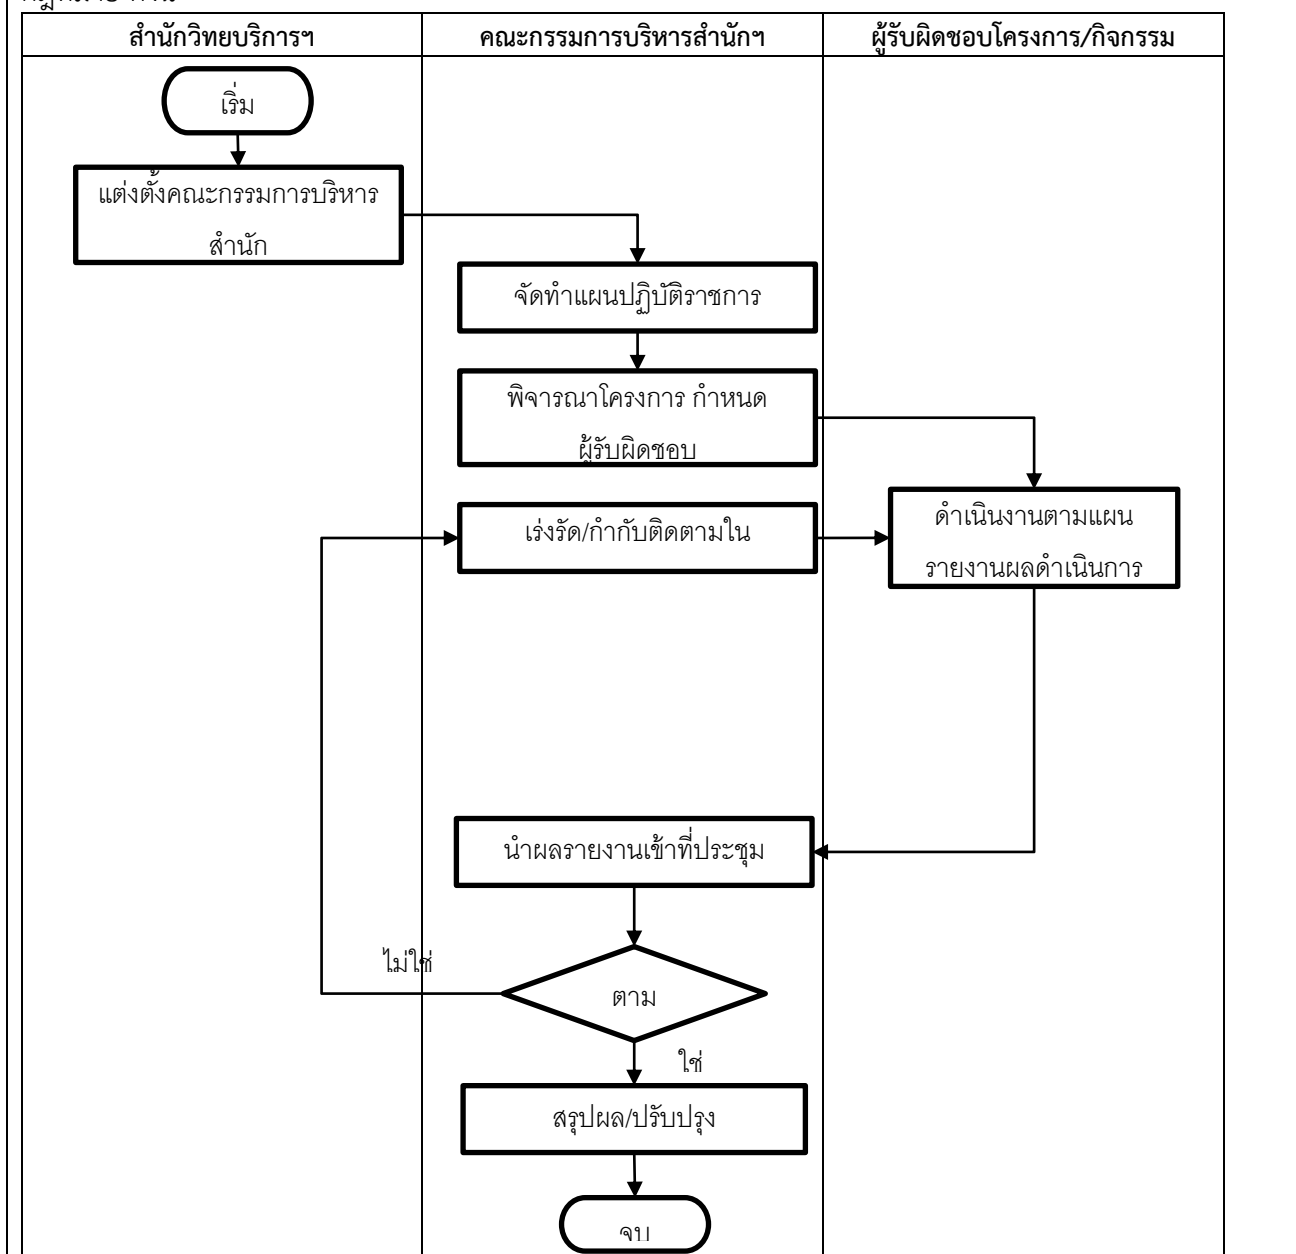 สำนักวิทยบริการฯ
คณะกรรมการบริหารสำนักฯ
ผู้รับผิดชอบโครงการ/กิจกรรม
เริ่ม
แต่งตั้งคณะกรรมการบริหาร
สำนัก
จัดทำแผนปฏิบัติราชการ
พิจารณาโครงการ กำหนด
ผู้รับผิดชอบ
เร่งรัด/กำกับติดตามใน
ดำเนินงานตามแผน
รายงานผลดำเนินการ
นำผลรายงานเข้าที่ประชุม
ไม่ใช่
ตาม
ใช่
สรุปผล/ปรับปรุง
จบ